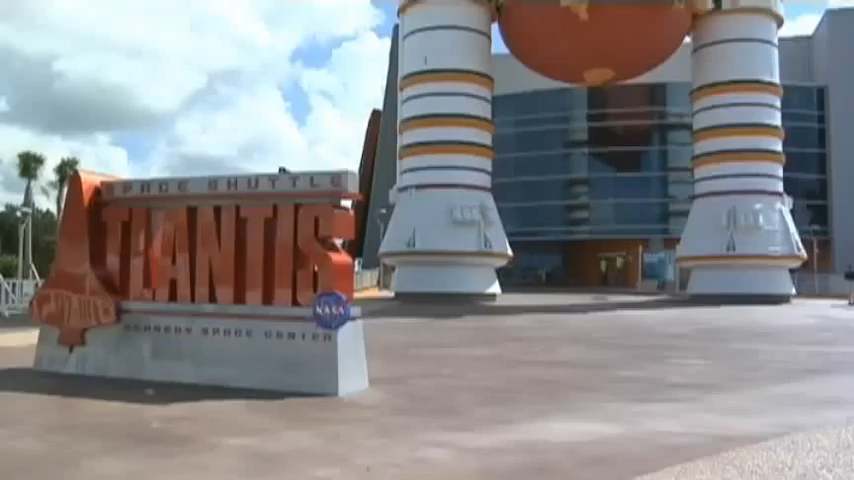 SPACE SHUTTLE
ATLANTIS
KENNEDY SPACE CENTER
NASA